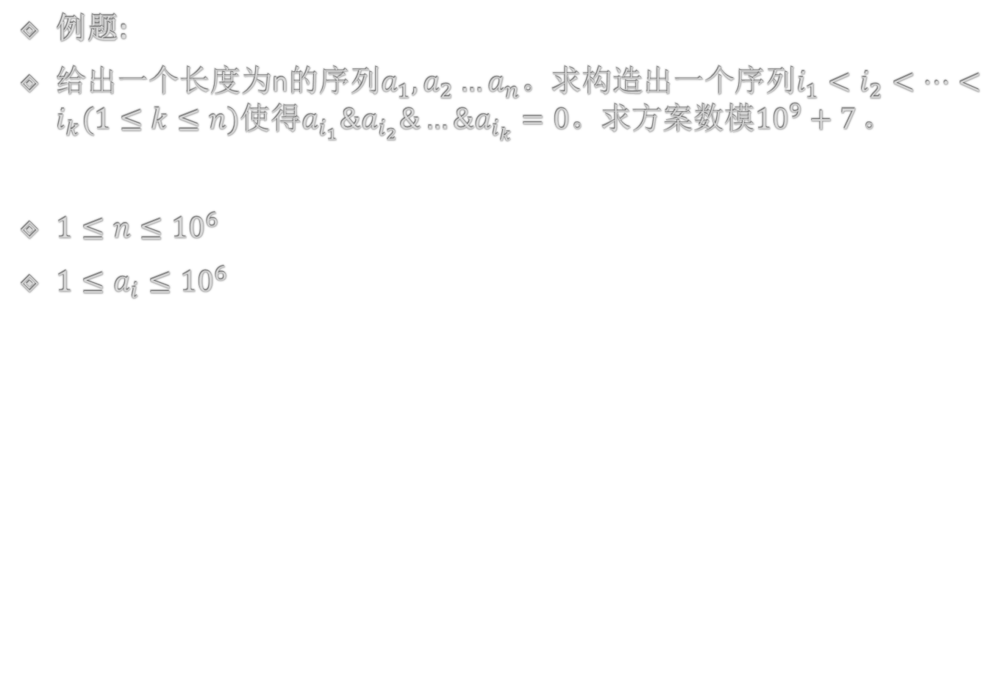 例题:
给出一个长度为n的序列$a_1, a_2 \ldots a_n$。求构造出一个序列$i_1 < i_2 < \cdots <$
$i_k(1 \le k \le n)$使得$a_{i_1} \& a_{i_2} \& \ldots \& a_{i_k} = 0$。求方案数模$10^9 + 7$。
$1 \le n \le 10^6$
$1 \le a_i \le 10^6$